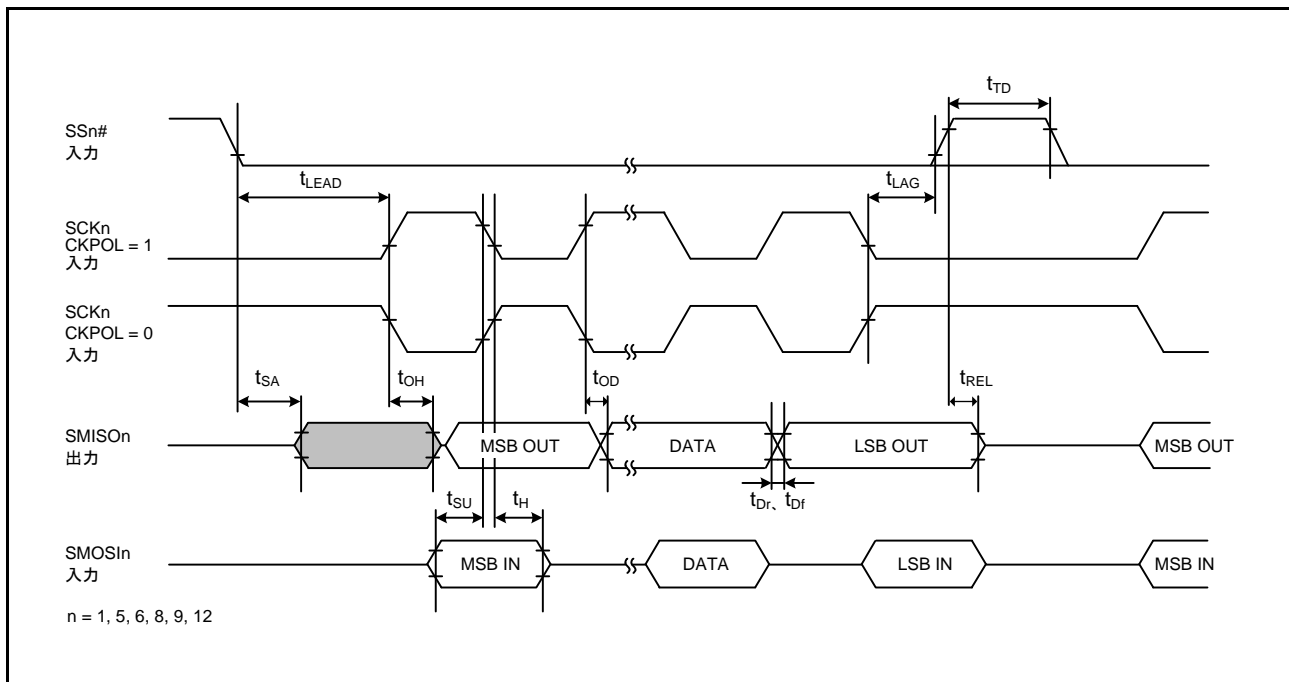 tTD
SSn#
入力
tLEAD
tLAG
SCKn
CKPOL = 1
入力
SCKn
CKPOL = 0
入力
tSA
tOH
tOD
tREL
SMISOn
出力
MSB OUT
DATA
LSB OUT
MSB OUT
tSU
tH
tDr、tDf
SMOSIn
入力
MSB IN
DATA
LSB IN
MSB IN
n = 1, 5, 6, 8, 9, 12